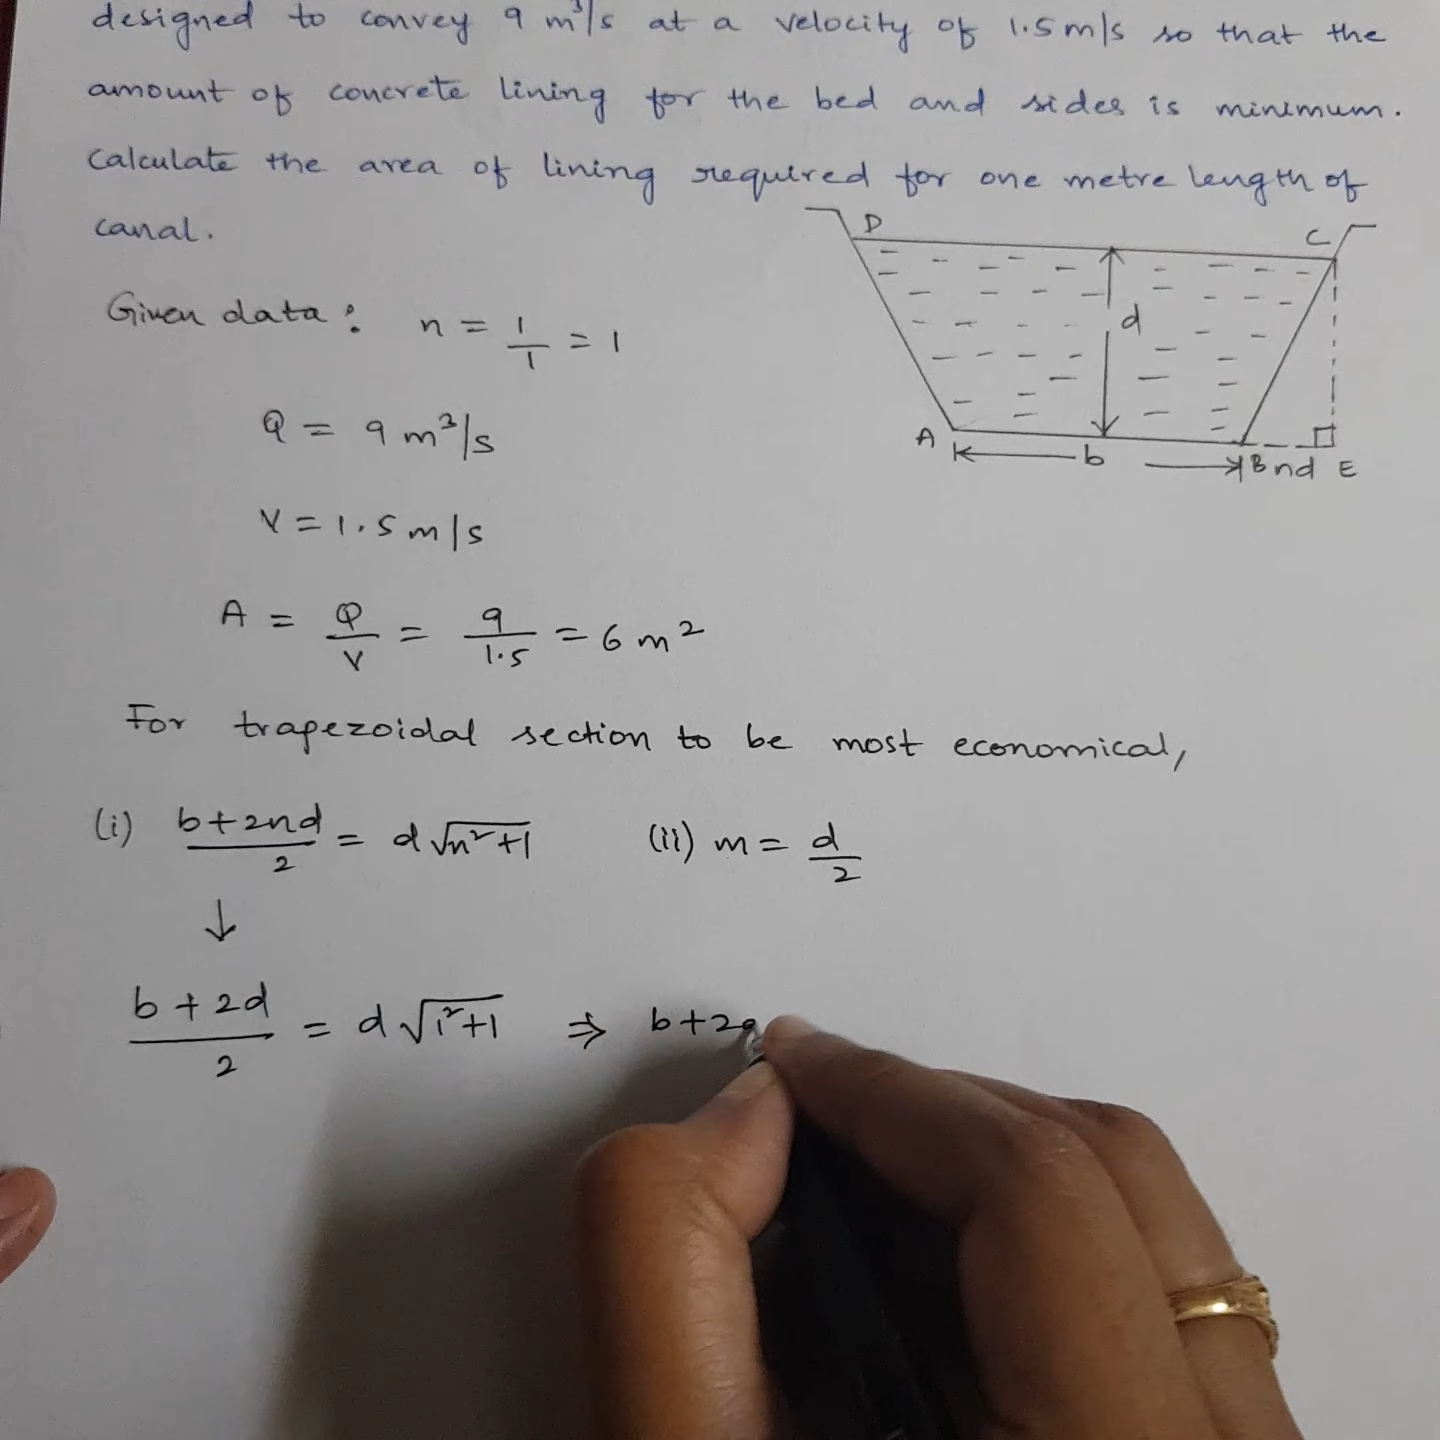 designed to convey 9 m³/s at a velocity of 1.5 m/s so that the
amount of concrete lining for the bed and sides is minimum.
Calculate the area of lining required for one metre length of
canal.
D
C
Given data : n = 1/1 = 1
d
Q = 9 m³/s
A
b
B nd E
V = 1.5 m/s
A = Q/V = 9/1.5 = 6 m²
For trapezoidal section to be most economical,
(i) b+2nd/2 = d√n²+1 (ii) m = d/2
↓
b+2d/2 = d√1²+1 ⇒ b+2